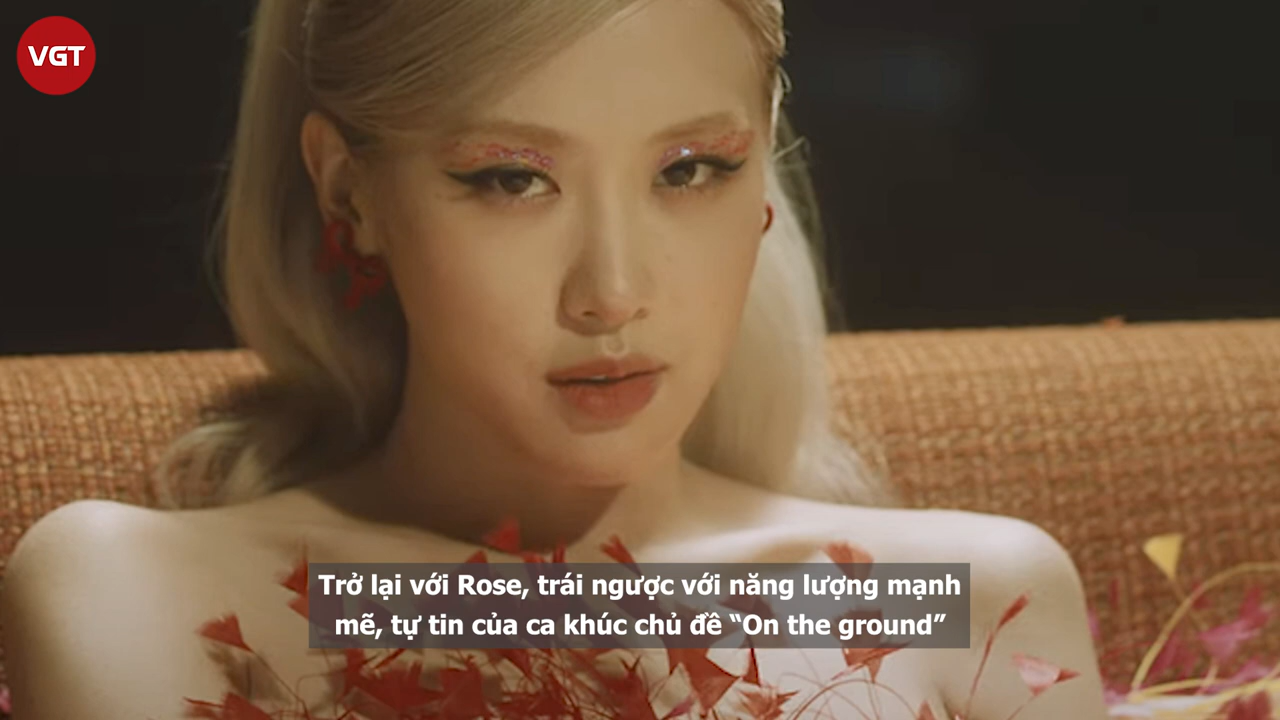 VGT
Trở lại với Rose, trái ngược với năng lượng mạnh
mẽ, tự tin của ca khúc chủ đề “On the ground”